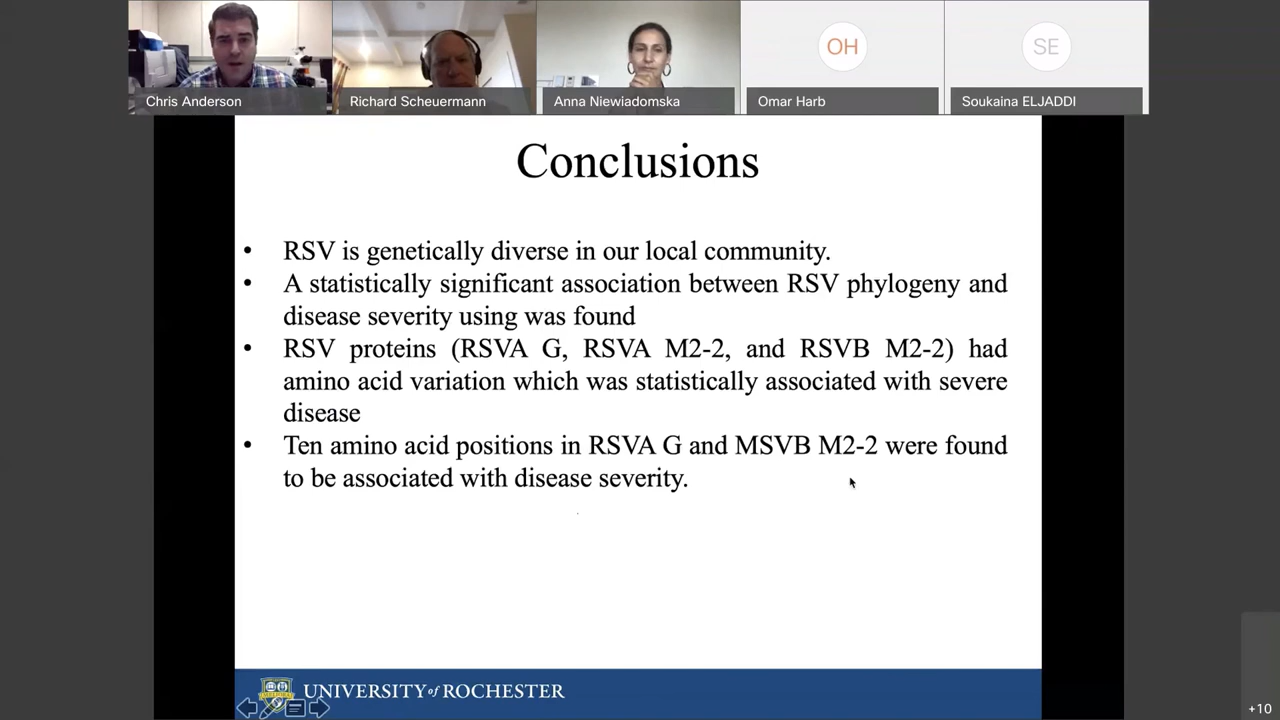 OH
SE
Chris Anderson
Richard Scheuermann
Anna Niewiadomska
Omar Harb
Soukaina ELJADDI
Conclusions
• RSV is genetically diverse in our local community.
• A statistically significant association between RSV phylogeny and
disease severity using was found
• RSV proteins (RSVA G, RSVA M2-2, and RSVB M2-2) had
amino acid variation which was statistically associated with severe
disease
• Ten amino acid positions in RSVA G and MSVB M2-2 were found
to be associated with disease severity.
UNIVERSITY of ROCHESTER
+10